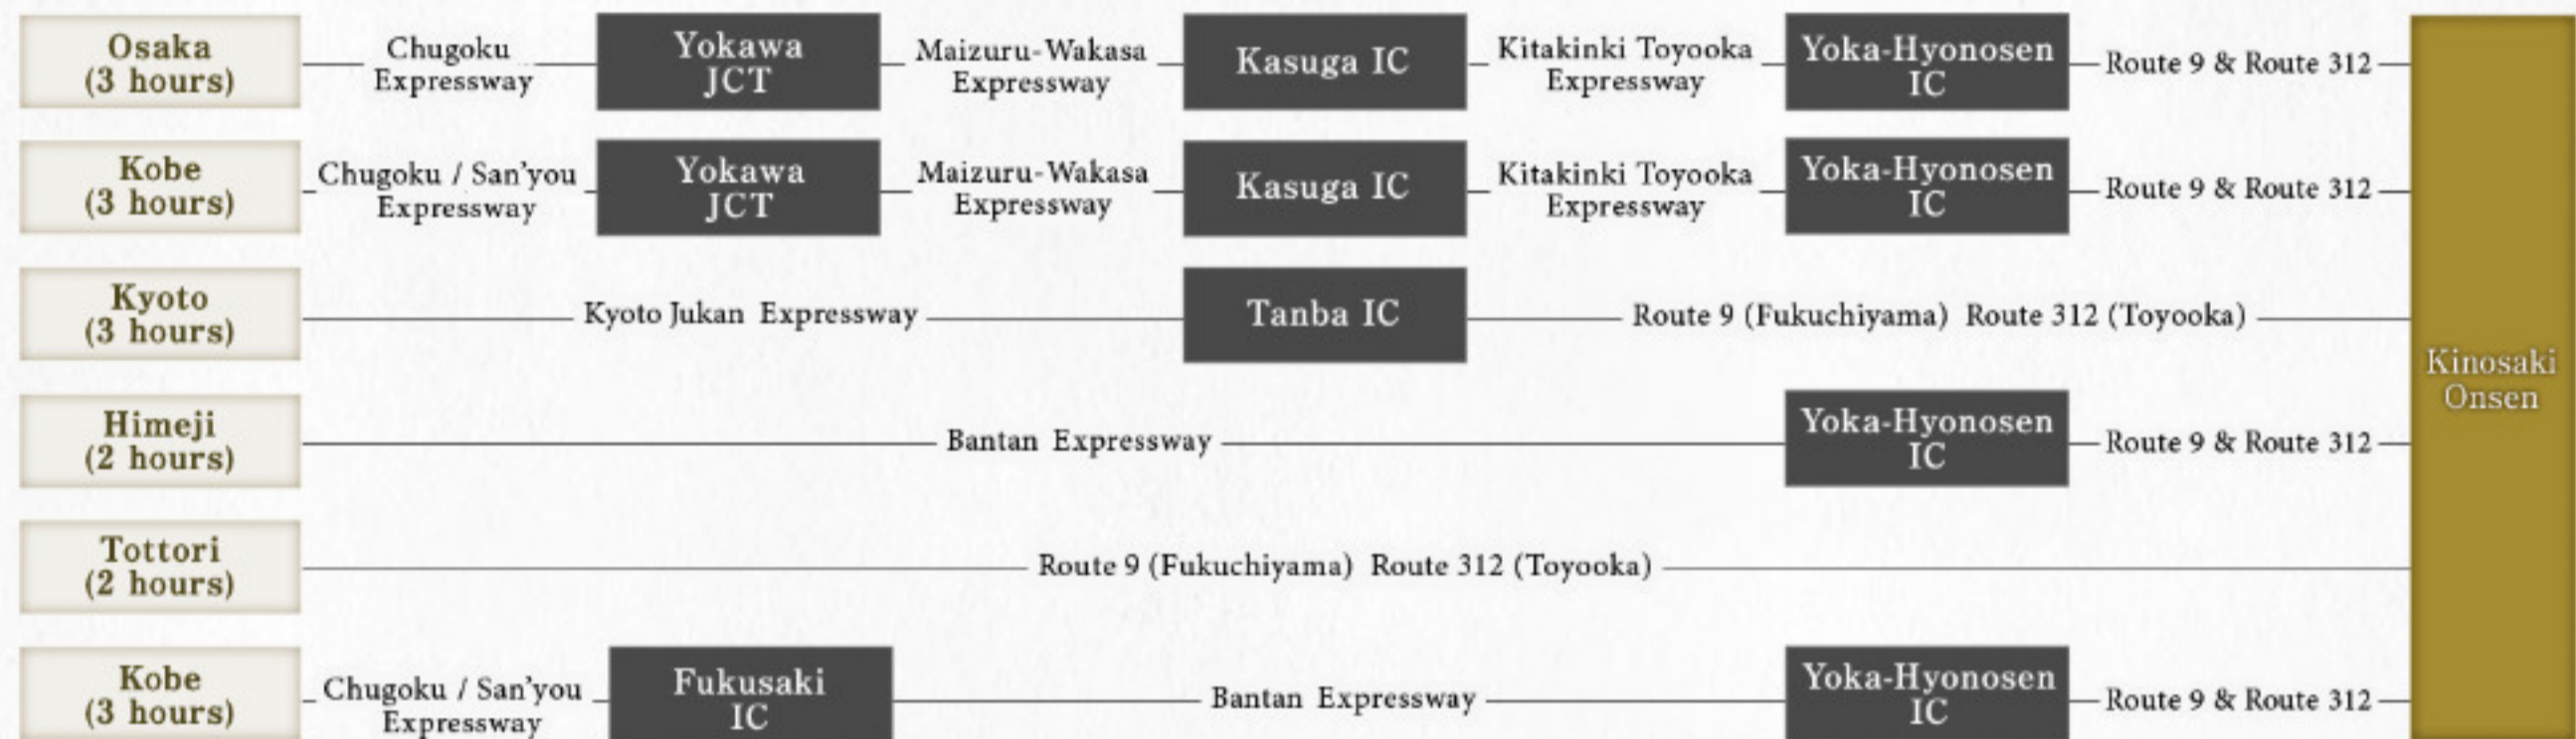 Osaka
(3 hours)
Chugoku
Expressway
Yokawa
JCT
Maizuru-Wakasa
Expressway
Kasuga IC
Kitakinki Toyooka
Expressway
Yoka-Hyonosen
IC
Route 9 & Route 312
Kobe
(3 hours)
Chugoku / San'you
Expressway
Yokawa
JCT
Maizuru-Wakasa
Expressway
Kasuga IC
Kitakinki Toyooka
Expressway
Yoka-Hyonosen
IC
Route 9 & Route 312
Kyoto
(3 hours)
Kyoto Jukan Expressway
Tanba IC
Route 9 (Fukuchiyama) Route 312 (Toyooka)
Kinosaki
Onsen
Himeji
(2 hours)
Bantan Expressway
Yoka-Hyonosen
IC
Route 9 & Route 312
Tottori
(2 hours)
Route 9 (Fukuchiyama) Route 312 (Toyooka)
Kobe
(3 hours)
Chugoku / San'you
Expressway
Fukusaki
IC
Bantan Expressway
Yoka-Hyonosen
IC
Route 9 & Route 312